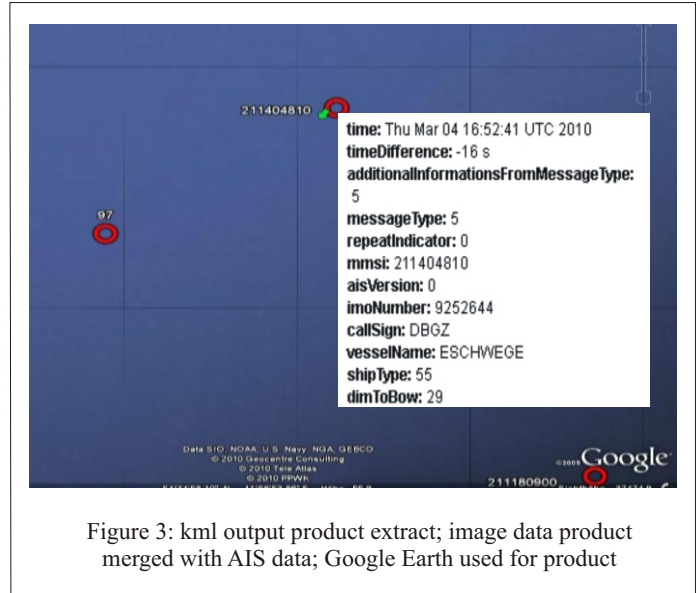 211404810
time: Thu Mar 04 16:52:41 UTC 2010
timeDifference: -16 s
additionalInformationsFromMessageType:
5
messageType: 5
repeatIndicator: 0
mmsi: 211404810
aisVersion: 0
imoNumber: 9252644
callSign: DBGZ
vesselName: ESCHWEGE
shipType: 55
dimToBow: 29
97
Data SIO, NOAA, U.S. Navy, NGA, GEBCO
© 2010 Geocentre Consulting
© 2010 Tele Atlas
© 2010 PPWK
©2009 Google
211180900
Figure 3: kml output product extract; image data product
merged with AIS data; Google Earth used for product